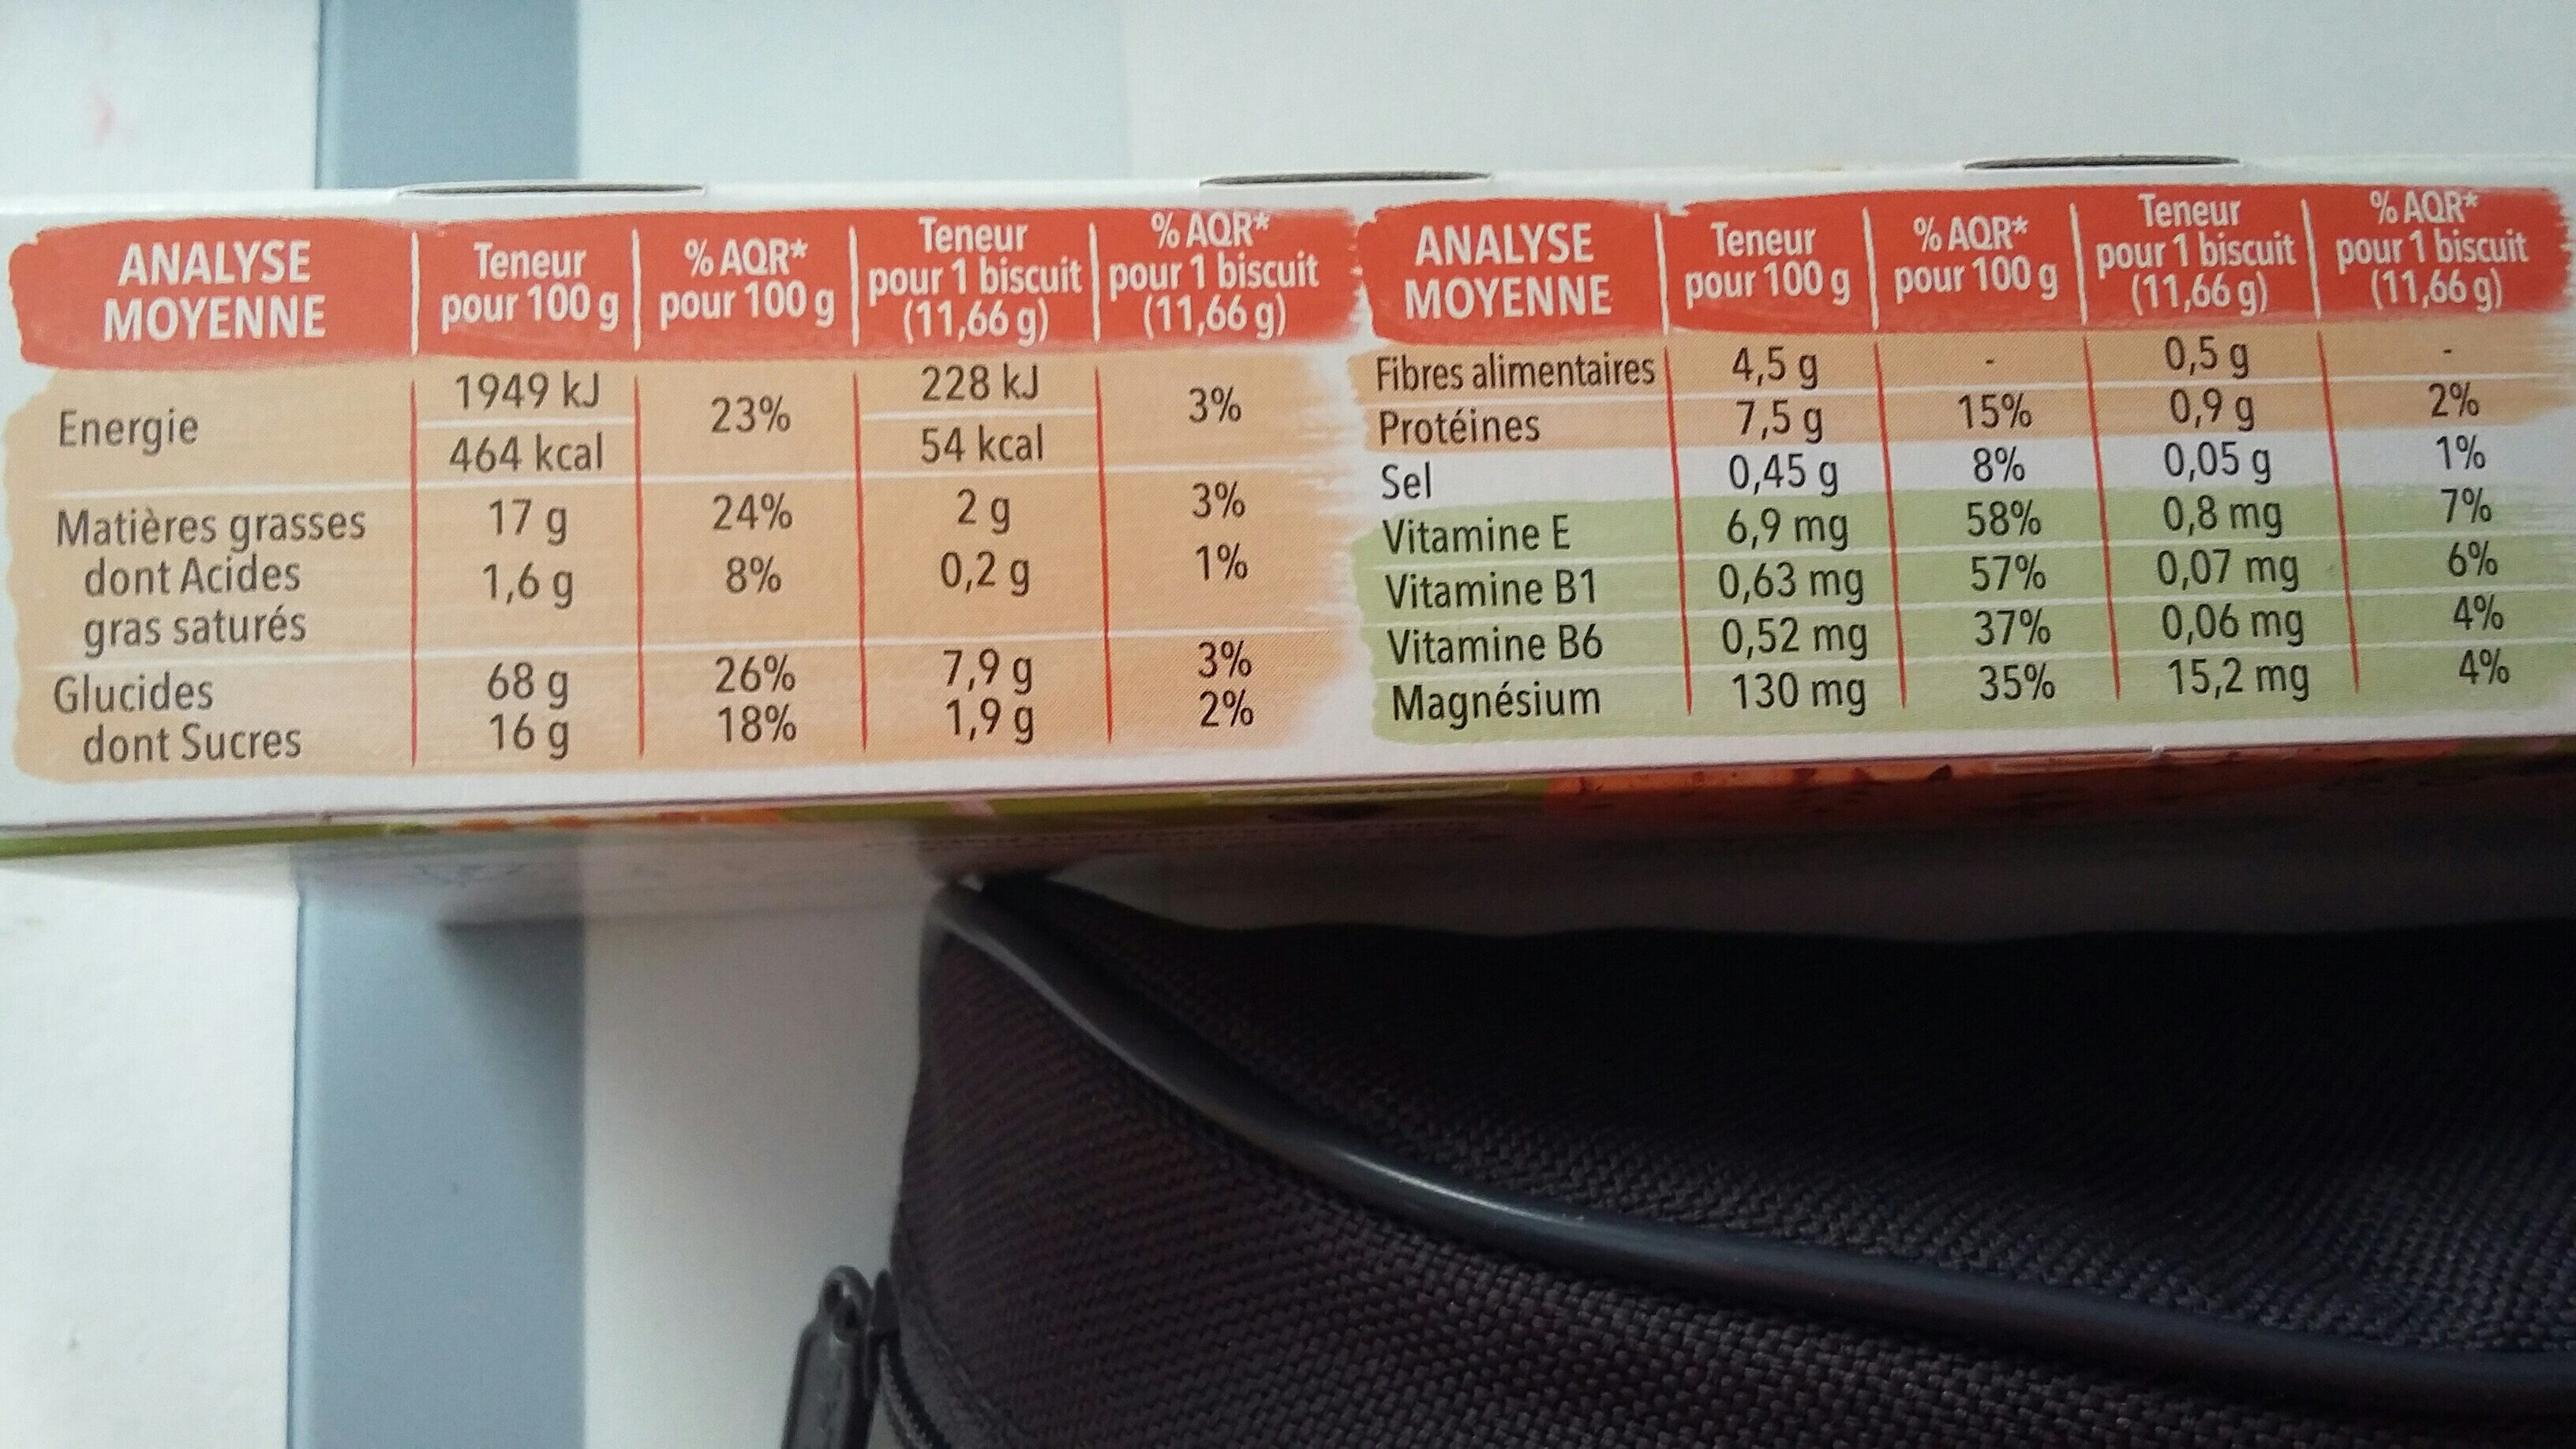 ANALYSE MOYENNE | Teneur pour 100 g | % AQR* pour 100 g | Teneur pour 1 biscuit (11,66 g) | % AQR* pour 1 biscuit (11,66 g)
Energie | 1949 kJ | 23% | 228 kJ | 3%
464 kcal | 54 kcal
Matières grasses | 17 g | 24% | 2 g | 3%
dont Acides | 1,6 g | 8% | 0,2 g | 1%
gras saturés
Glucides | 68 g | 26% | 7,9 g | 3%
dont Sucres | 16 g | 18% | 1,9 g | 2%
ANALYSE MOYENNE | Teneur pour 100 g | % AQR* pour 100 g | Teneur pour 1 biscuit (11,66 g) | % AQR* pour 1 biscuit (11,66 g)
Fibres alimentaires | 4,5 g | - | 0,5 g | -
Protéines | 7,5 g | 15% | 0,9 g | 2%
Sel | 0,45 g | 8% | 0,05 g | 1%
Vitamine E | 6,9 mg | 58% | 0,8 mg | 7%
Vitamine B1 | 0,63 mg | 57% | 0,07 mg | 6%
Vitamine B6 | 0,52 mg | 37% | 0,06 mg | 4%
Magnésium | 130 mg | 35% | 15,2 mg | 4%